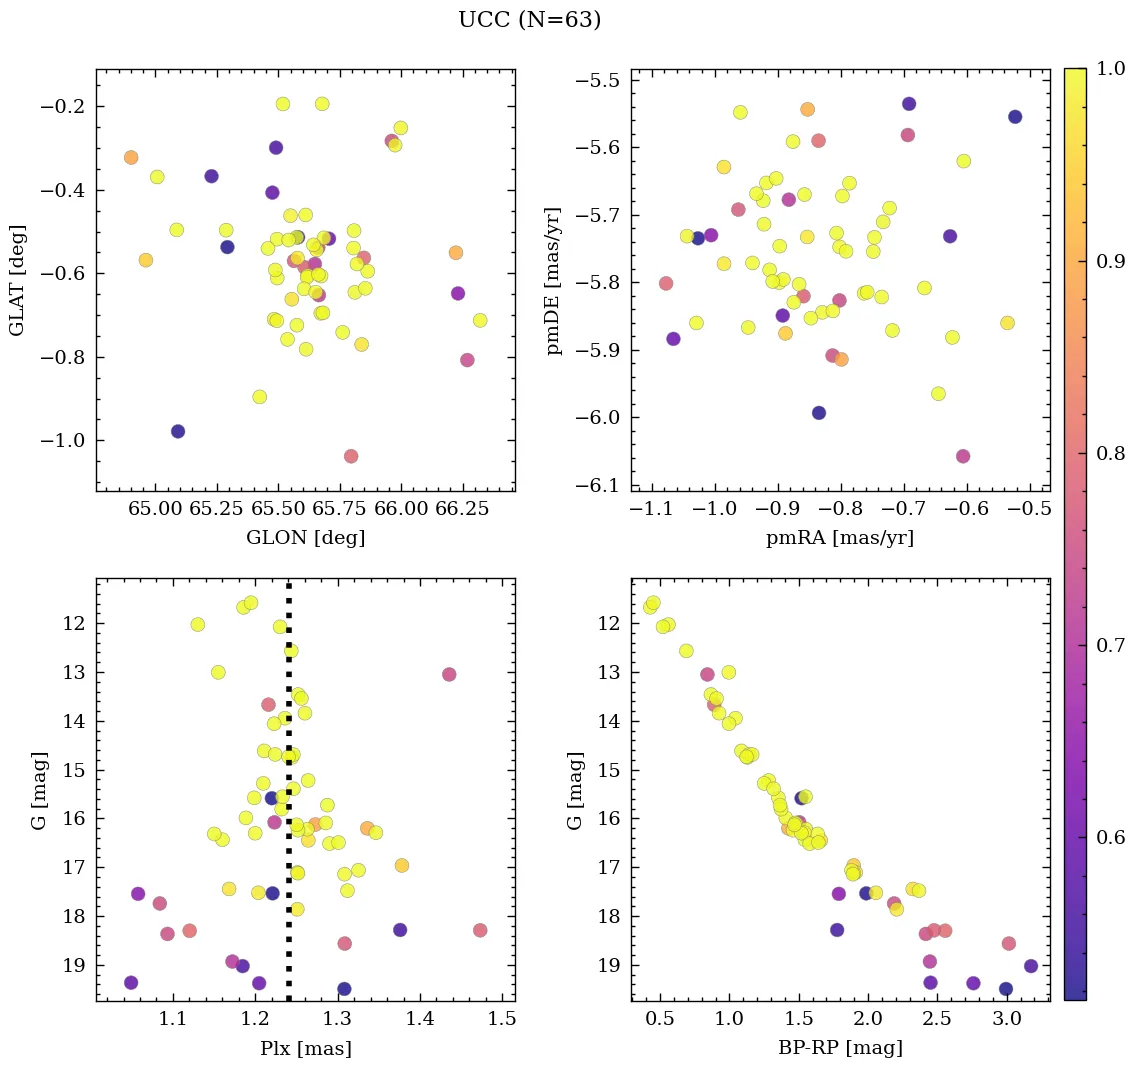 UCC (N=63)
−0.2
−0.4
−0.6
−0.8
−1.0
GLAT [deg]
65.00 65.25 65.50 65.75 66.00 66.25
GLON [deg]
−5.5
−5.6
−5.7
−5.8
−5.9
−6.0
−6.1
pmDE [mas/yr]
−1.1 −1.0 −0.9 −0.8 −0.7 −0.6 −0.5
pmRA [mas/yr]
12
13
14
15
16
17
18
19
G [mag]
1.1 1.2 1.3 1.4 1.5
Plx [mas]
12
13
14
15
16
17
18
19
G [mag]
0.5 1.0 1.5 2.0 2.5 3.0
BP-RP [mag]
1.0
0.9
0.8
0.7
0.6